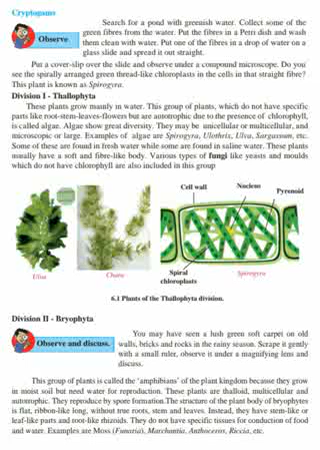 Cryptogams
Search for a pond with greenish water. Collect some of the
Observe
green fibres from the water. Put the fibres in a Petri dish and wash
them clean with water. Put one of the fibres in a drop of water on a
glass slide and spread it out straight.
Put a cover-slip over the slide and observe under a compound microscope. Do you
see the spirally arranged green thread-like chloroplasts in the cells in that straight fibre?
This plant is known as Spirogyra.
Division I - Thallophyta
These plants grow mainly in water. This group of plants, which do not have specific
parts like root-stem-leaves-flowers but are autotrophic due to the presence of chlorophyll,
is called algae. Algae show great diversity. They may be unicellular or multicellular, and
microscopic or large. Examples of algae are Spirogyra, Ulothrix, Ulva, Sargassum, etc.
Some of these are found in fresh water while some are found in saline water. These plants
usually have a soft and fibre-like body. Various types of fungi like yeasts and moulds
which do not have chlorophyll are also included in this group
Cell wall
Nucleus
Pyrenoid
Ulva
Chara
Spiral
chloroplasts
Spirogyra
6.1 Plants of the Thallophyta division.
Division II - Bryophyta
You may have seen a lush green soft carpet on old
Observe and discuss.
walls, bricks and rocks in the rainy season. Scrape it gently
with a small ruler, observe it under a magnifying lens and
discuss.
This group of plants is called the 'amphibians' of the plant kingdom because they grow
in moist soil but need water for reproduction. These plants are thalloid, multicellular and
autotrophic. They reproduce by spore formation.The structure of the plant body of bryophytes
is flat, ribbon-like long, without true roots, stem and leaves. Instead, they have stem-like or
leaf-like parts and root-like rhizoids. They do not have specific tissues for conduction of
food and water. Examples are Moss (Funaria), Marchantia, Anthoceros, Riccia, etc.